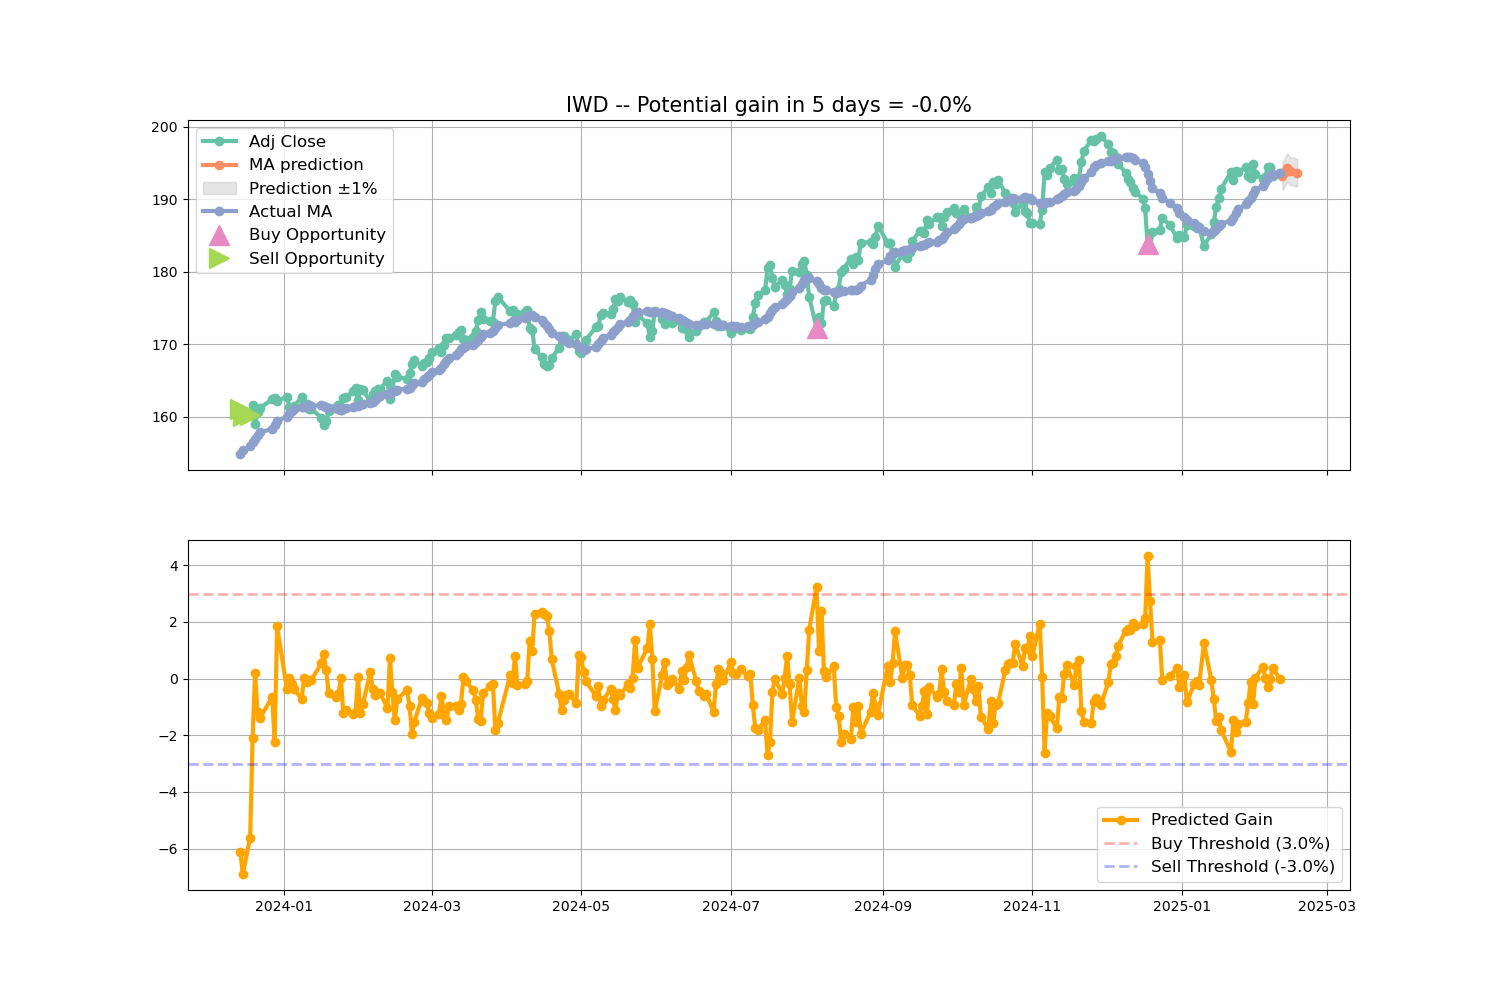 IWD -- Potential gain in 5 days = -0.0%
200
190
180
170
160
Adj Close
MA prediction
Prediction ±1%
Actual MA
Buy Opportunity
Sell Opportunity
4
2
0
−2
−4
−6
Predicted Gain
Buy Threshold (3.0%)
Sell Threshold (-3.0%)
2024-01
2024-03
2024-05
2024-07
2024-09
2024-11
2025-01
2025-03